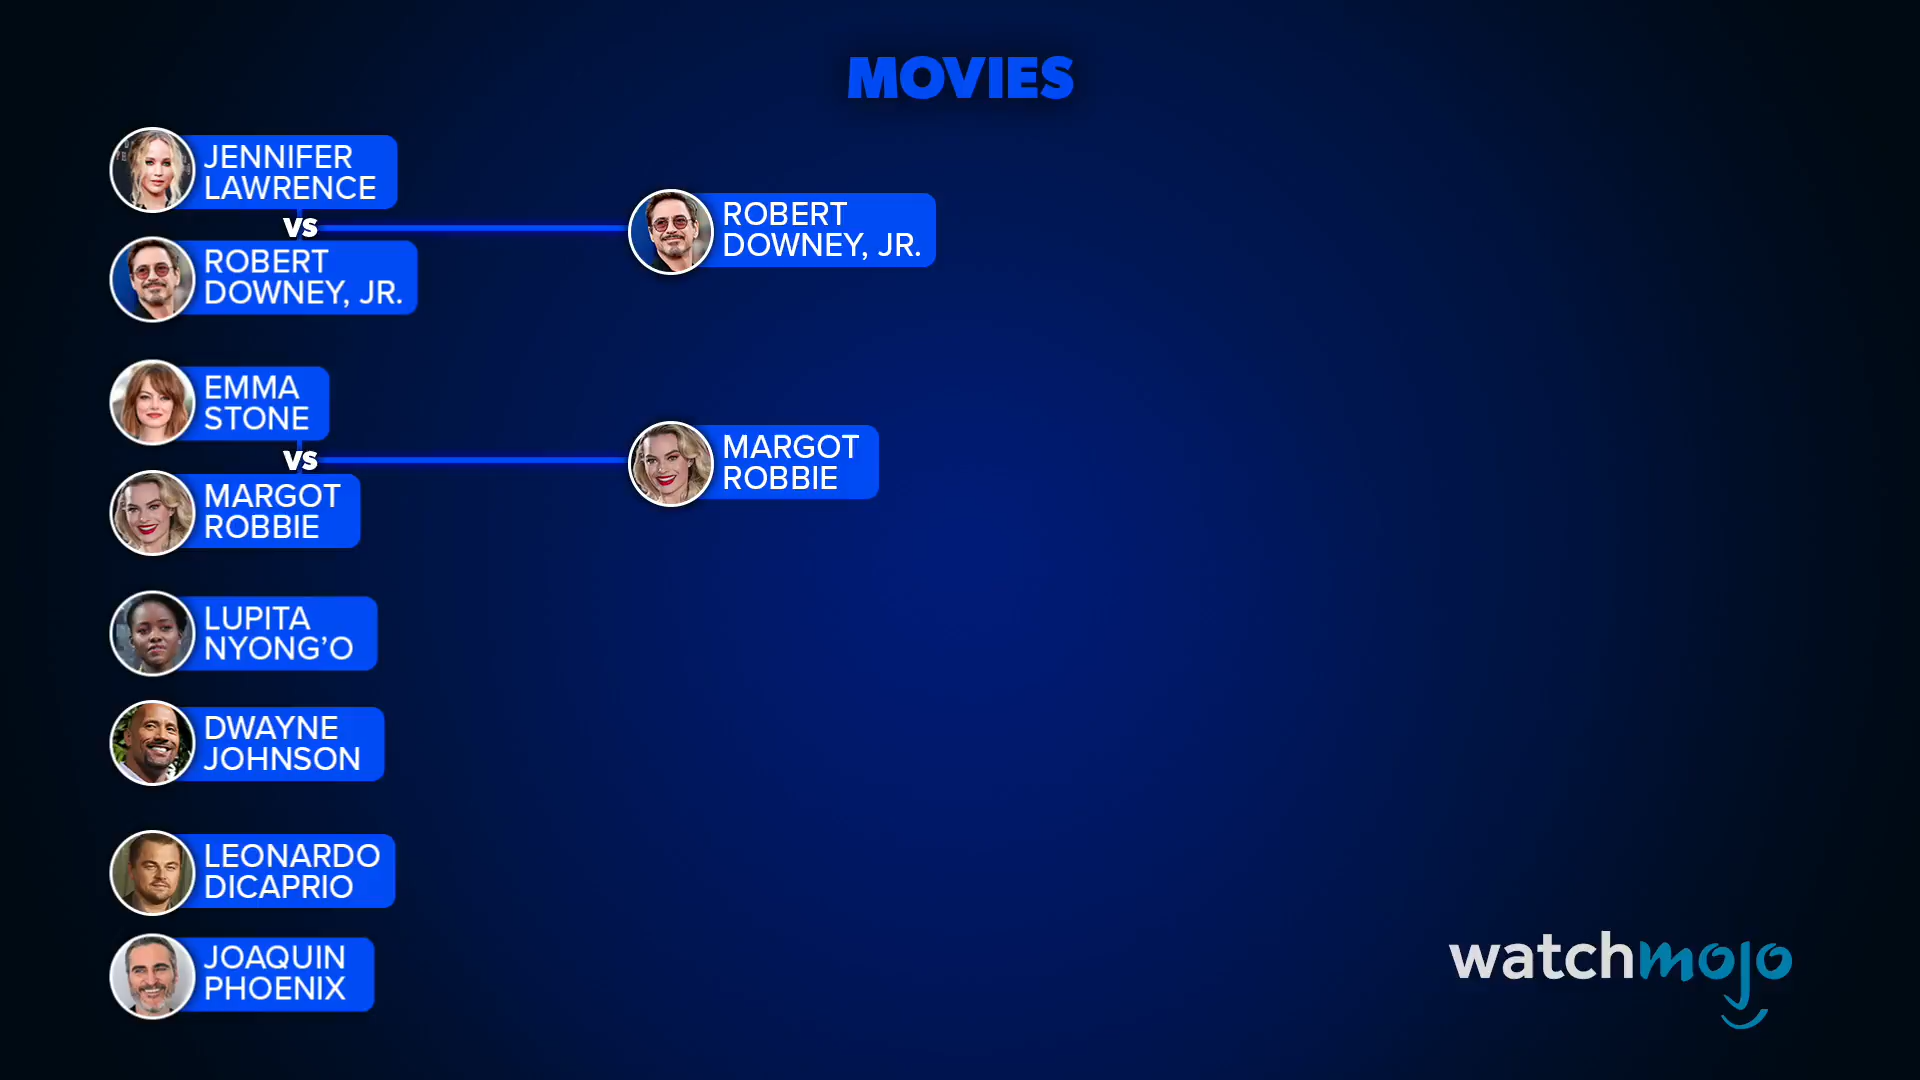 MOVIES
JENNIFER
LAWRENCE
VS
ROBERT
DOWNEY, JR.
ROBERT
DOWNEY, JR.
EMMA
STONE
VS
MARGOT
ROBBIE
MARGOT
ROBBIE
LUPITA
NYONG’O
DWAYNE
JOHNSON
LEONARDO
DICAPRIO
JOAQUIN
PHOENIX
watchmojo